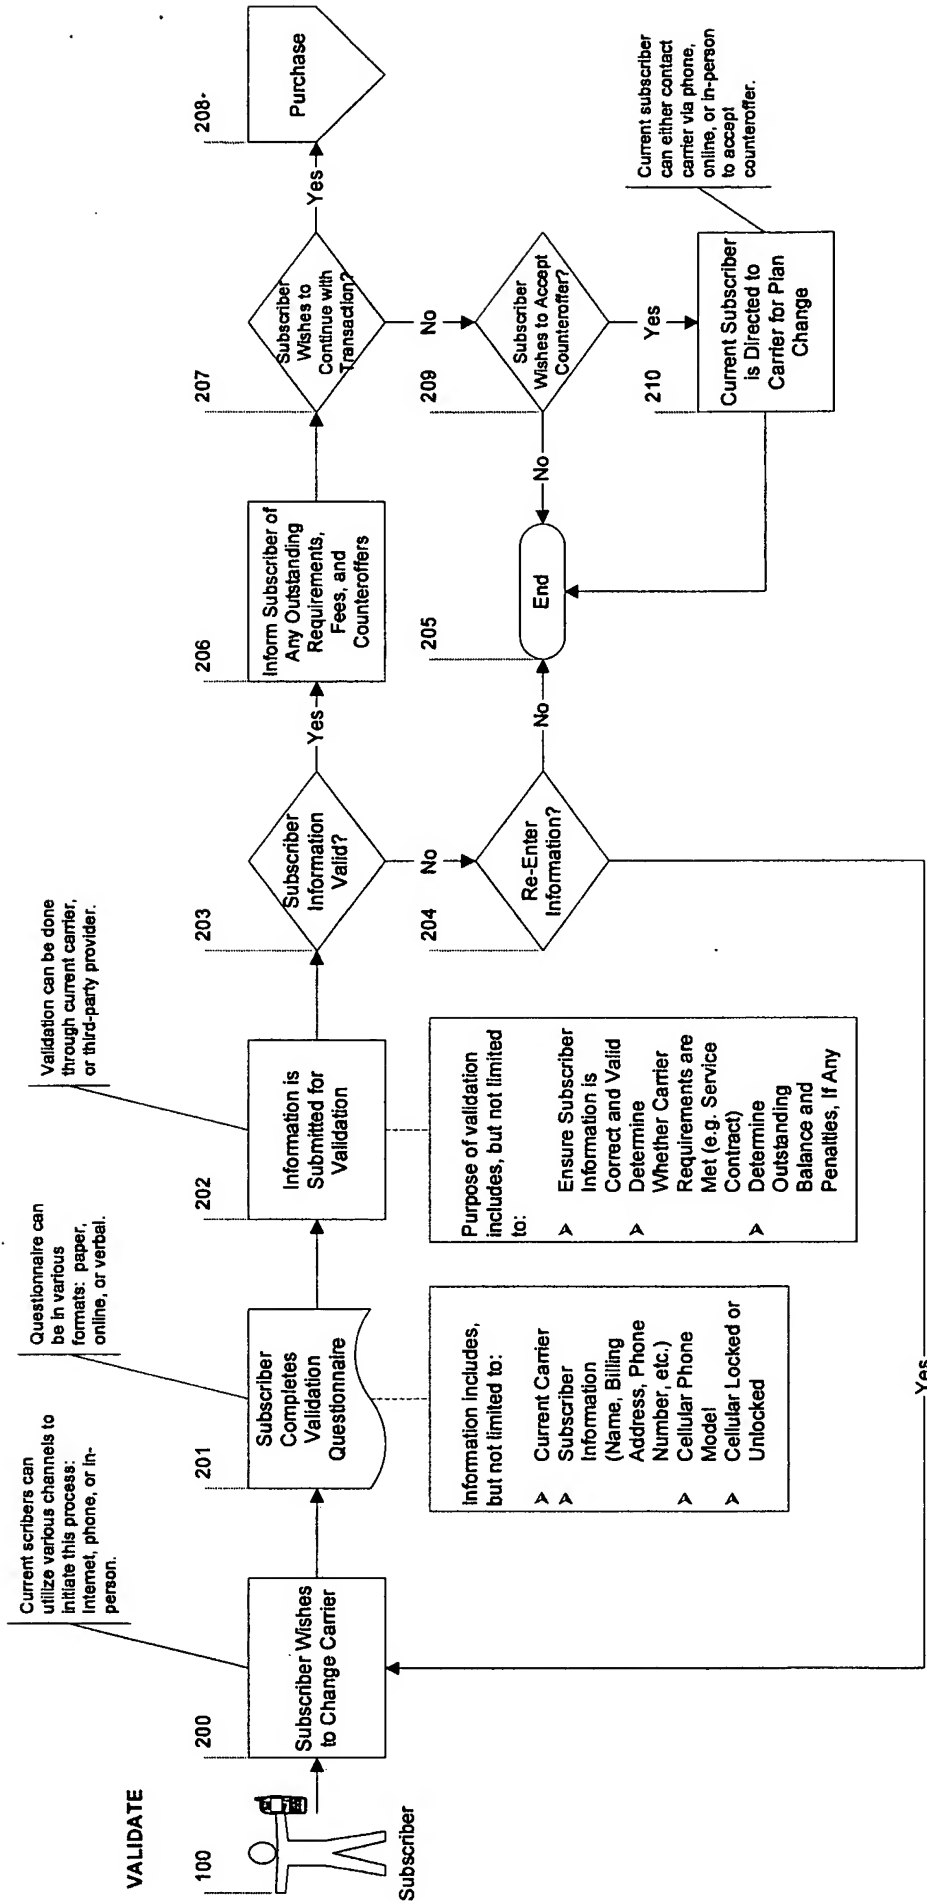 VALIDATE
100
Subscriber
Current scribers can
utilize various channels to
initiate this process:
Internet, phone, or in-
person.
200
Subscriber Wishes
to Change Carrier
Questionnaire can
be in various
formats: paper,
online, or verbal.
201
Subscriber
Completes
Validation
Questionnaire
Information includes,
but not limited to:
➢ Current Carrier
➢ Subscriber
Information
(Name, Billing
Address, Phone
Number, etc.)
➢ Cellular Phone
Model
➢ Cellular Locked or
Unlocked
Validation can be done
through current carrier,
or third-party provider.
202
Information is
Submitted for
Validation
Purpose of validation
includes, but not limited
to:
➢ Ensure Subscriber
Information is
Correct and Valid
➢ Determine
Whether Carrier
Requirements are
Met (e.g. Service
Contract)
➢ Determine
Outstanding
Balance and
Penalties, If Any
203
Subscriber
Information
Valid?
Yes
No
204
Re-Enter
Information?
No
Yes
205
End
206
Inform Subscriber of
Any Outstanding
Requirements,
Fees, and
Counteroffers
207
Subscriber
Wishes to
Continue with
Transaction?
Yes
No
208
Purchase
209
Subscriber
Wishes to Accept
Counteroffer?
No
Yes
210
Current Subscriber
is Directed to
Carrier for Plan
Change
Current subscriber
can either contact
carrier via phone,
online, or in-person
to accept
counteroffer.